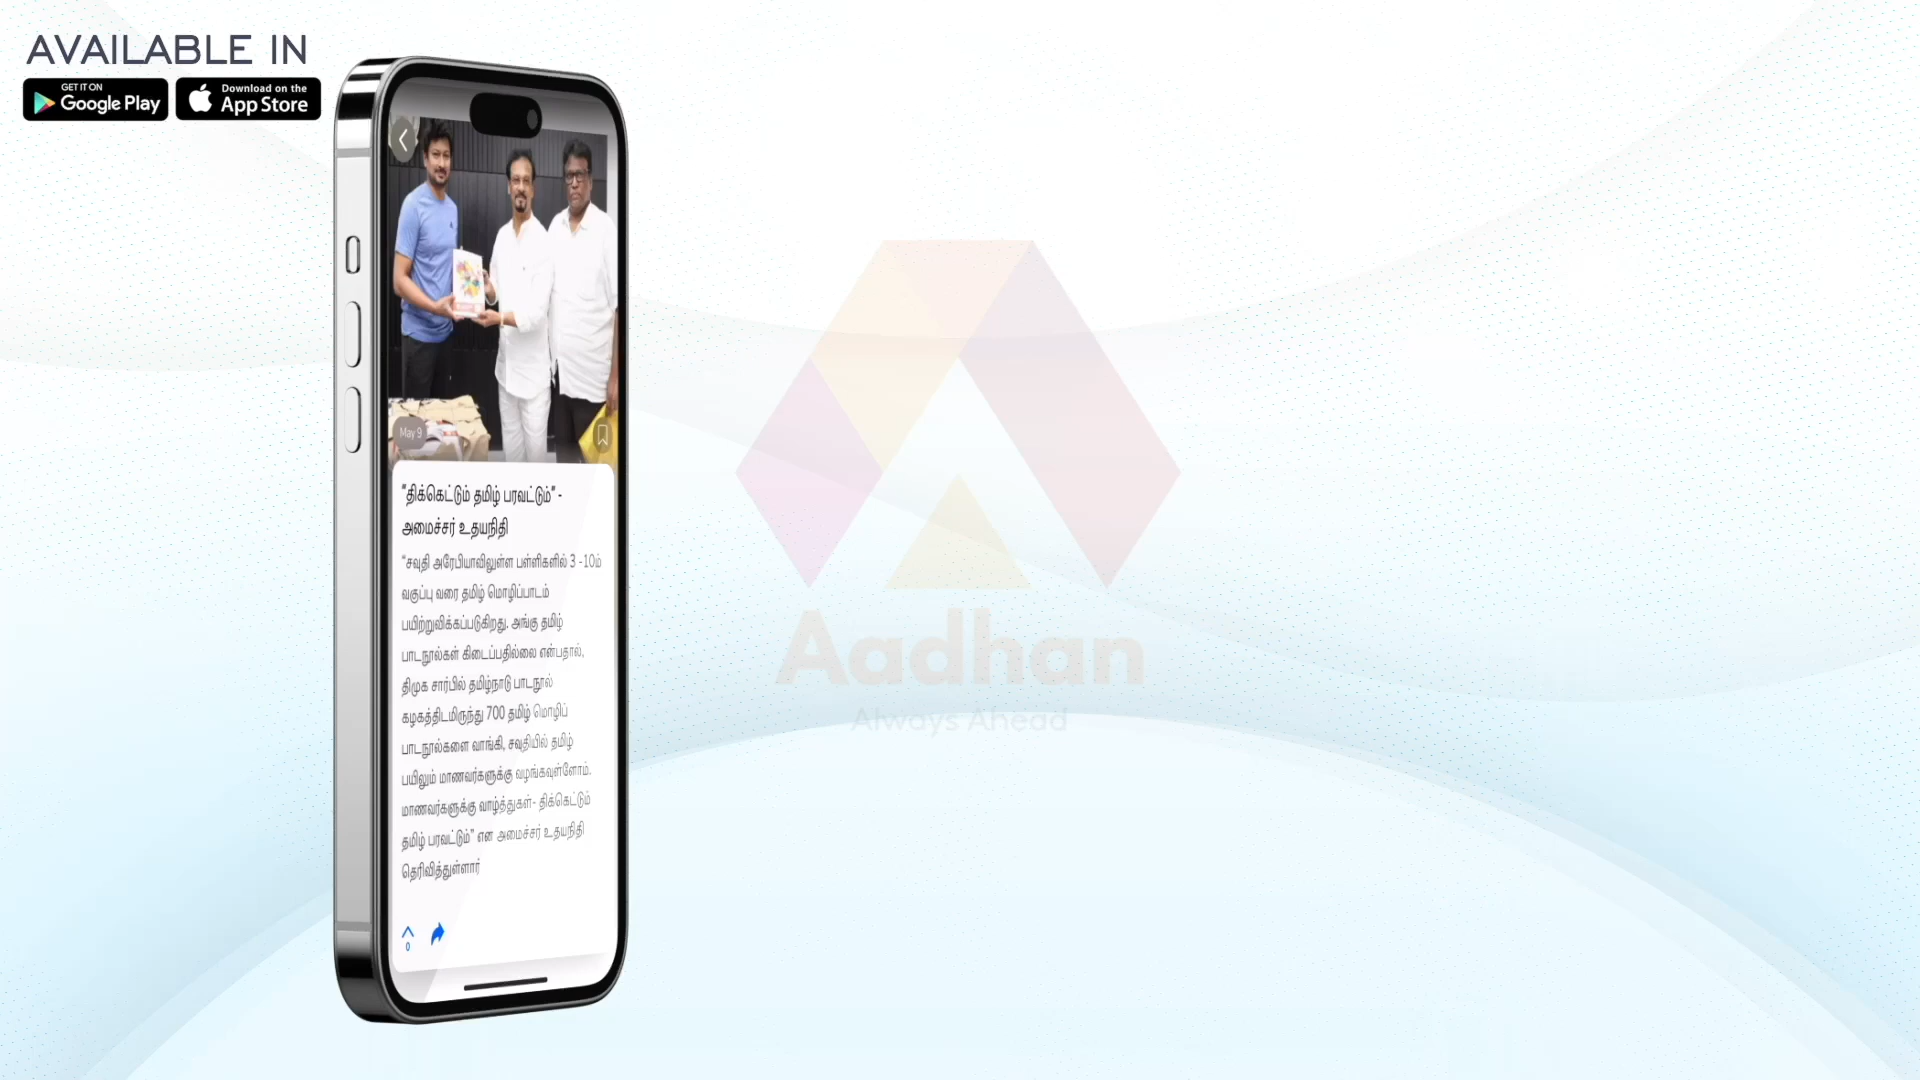 AVAILABLE IN
GET IT ON
Google Play
Download on the
App Store
May 9
"திக்கெட்டும் தமிழ் பரவட்டும்" -
அமைச்சர் உதயநிதி
“சவுதி அரேபியாவிலுள்ள பள்ளிகளில் 3 -10ம்
வகுப்பு வரை தமிழ் மொழிப்பாடம்
பயிற்றுவிக்கப்படுகிறது. அங்கு தமிழ்
பாடநூல்கள் கிடைப்பதில்லை என்பதால்,
திமுக சார்பில் தமிழ்நாடு பாடநூல்
கழகத்திடமிருந்து 700 தமிழ் மொழிப்
பாடநூல்களை வாங்கி, சவுதியில் தமிழ்
பயிலும் மாணவர்களுக்கு வழங்கவுள்ளோம்.
மாணவர்களுக்கு வாழ்த்துகள்- திக்கெட்டும்
தமிழ் பரவட்டும்” என அமைச்சர் உதயநிதி
தெரிவித்துள்ளார்
0
Aadhan
Always Ahead